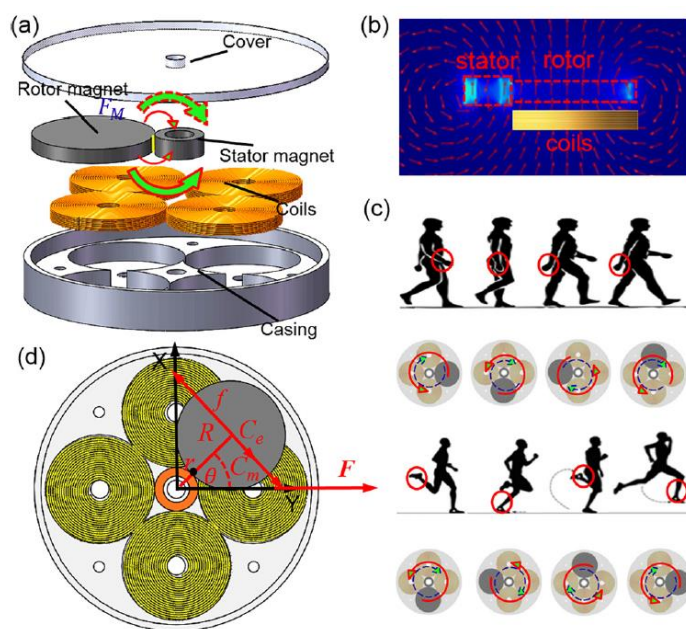 (a)
Cover
Rotor magnet
F_M
Stator magnet
Coils
Casing
(b)
stator
rotor
coils
(c)
(d)
X
f
R
C_e
r
C_m
θ
Y
F